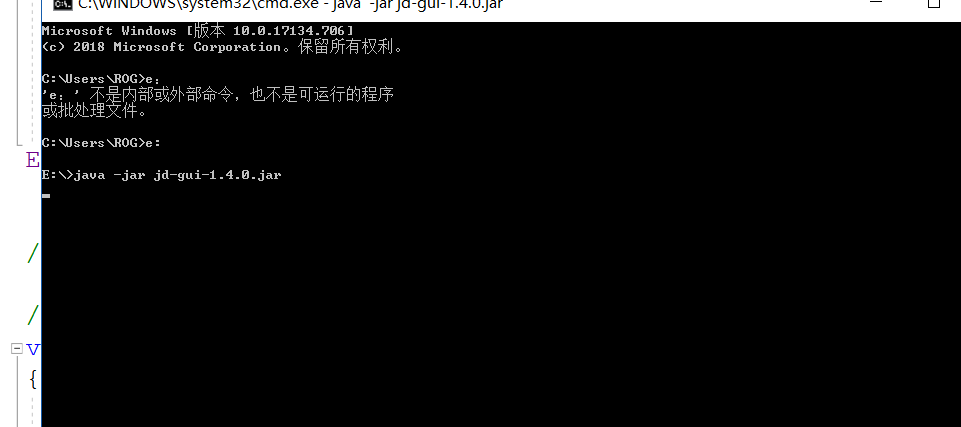 C:\WINDOWS\system32\cmd.exe - java  -jar jd-gui-1.4.0.jar
Microsoft Windows [版本 10.0.17134.706]
(c) 2018 Microsoft Corporation。保留所有权利。
C:\Users\ROG>e：
'e：' 不是内部或外部命令，也不是可运行的程序
或批处理文件。
C:\Users\ROG>e:
E
E:\>java -jar jd-gui-1.4.0.jar
/
/
v
{